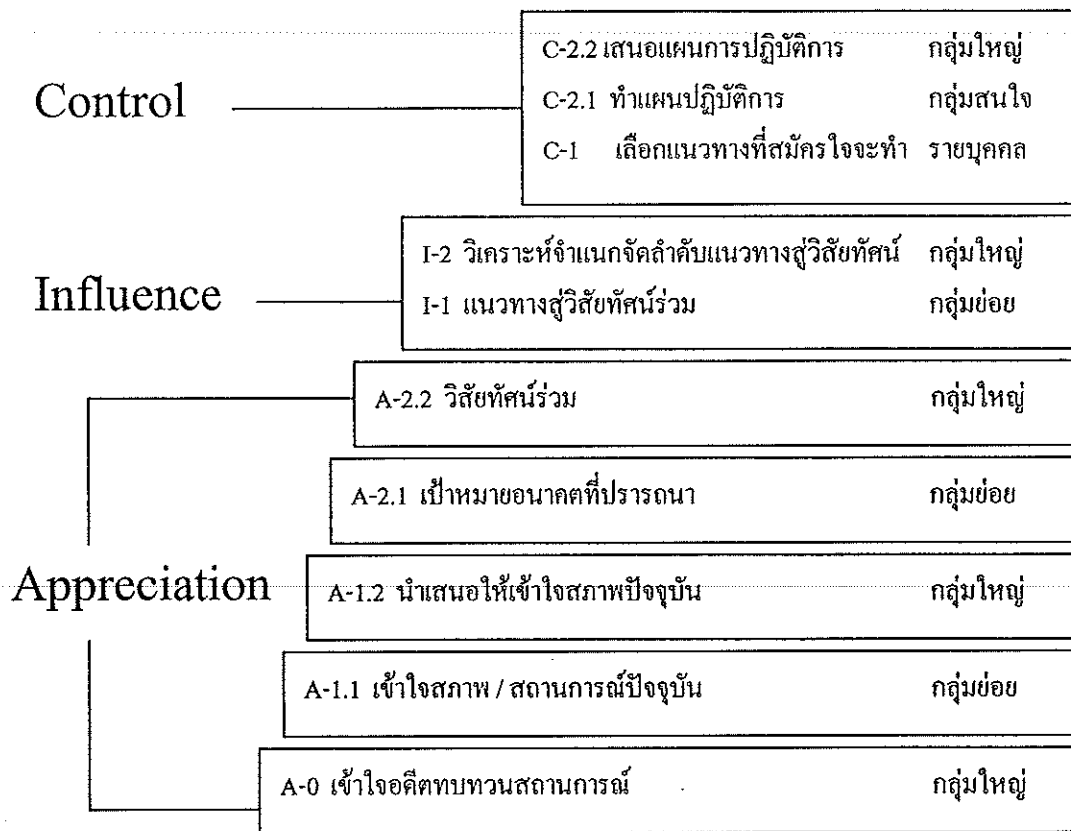 C-2.2 เสนอแผนการปฏิบัติการ กลุ่มใหญ่
Control
C-2.1 ทำแผนปฏิบัติการ กลุ่มสนใจ
C-1 เลือกแนวทางที่สมัครใจจะทำ รายบุคคล
I-2 วิเคราะห์จำแนกจัดลำดับแนวทางสู่วิสัยทัศน์ กลุ่มใหญ่
Influence
I-1 แนวทางสู่วิสัยทัศน์ร่วม กลุ่มย่อย
A-2.2 วิสัยทัศน์ร่วม กลุ่มใหญ่
A-2.1 เป้าหมายอนาคตที่ปรารถนา กลุ่มย่อย
Appreciation
A-1.2 นำเสนอให้เข้าใจสภาพปัจจุบัน กลุ่มใหญ่
A-1.1 เข้าใจสภาพ / สถานการณ์ปัจจุบัน กลุ่มย่อย
A-0 เข้าใจอดีตทบทวนสถานการณ์ กลุ่มใหญ่